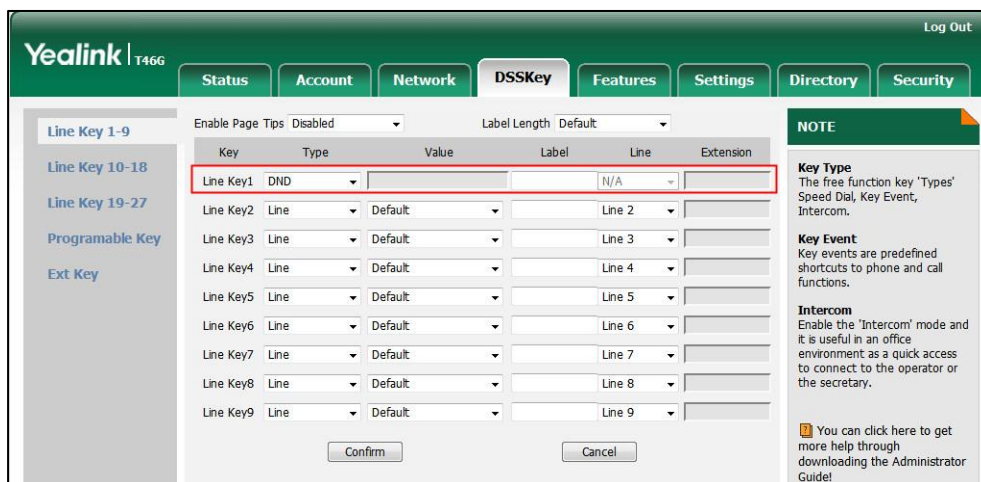 Log Out
Yealink T46G
Status Account Network DSSKey Features Settings Directory Security
Line Key 1-9
Line Key 10-18
Line Key 19-27
Programable Key
Ext Key
Enable Page Tips Disabled Label Length Default
Key Type Value Label Line Extension
Line Key1 DND N/A
Line Key2 Line Default Line 2
Line Key3 Line Default Line 3
Line Key4 Line Default Line 4
Line Key5 Line Default Line 5
Line Key6 Line Default Line 6
Line Key7 Line Default Line 7
Line Key8 Line Default Line 8
Line Key9 Line Default Line 9
Confirm Cancel
NOTE
Key Type
The free function key 'Types'
Speed Dial, Key Event,
Intercom.
Key Event
Key events are predefined
shortcuts to phone and call
functions.
Intercom
Enable the 'Intercom' mode and
it is useful in an office
environment as a quick access
to connect to the operator or
the secretary.
You can click here to get
more help through
downloading the Administrator
Guide!